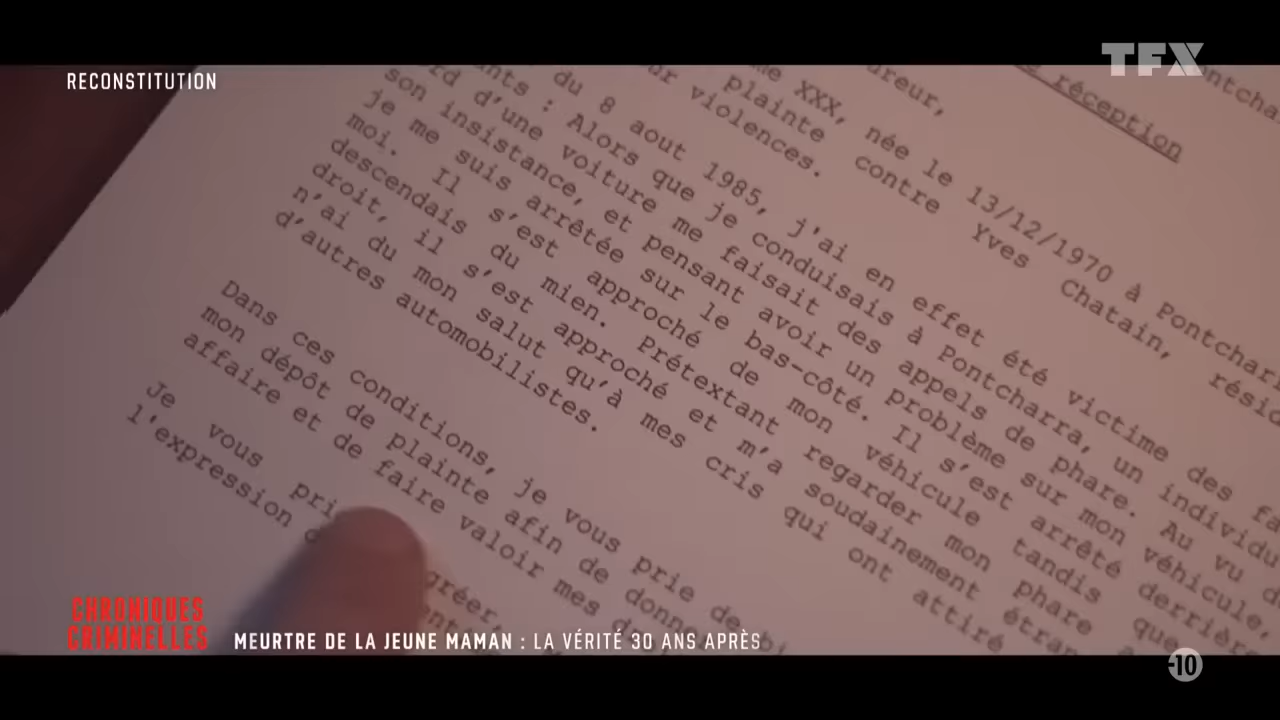 TFX
RECONSTITUTION
réception
XXX, née le 13/12/1970 à Pontchar
plainte contre Yves Chatain, résid
violences.
du 8 aout 1985, j'ai en effet été victime des fa
nts : Alors que je conduisais à Pontcharra, un individu
rd d'une voiture me faisait des appels de phare. Au vu d
son insistance, et pensant avoir un problème sur mon véhicule,
je me suis arrêtée sur le bas-côté. Il s'est arrêté derrière
moi. Il s'est approché de mon véhicule tandis que
descendais du mien. Prétextant regarder mon phare a
droit, il s'est approché et m'a soudainement étran
n'ai du mon salut qu'à mes cris qui ont attiré
d'autres automobilistes.
Dans ces conditions, je vous prie de
mon dépôt de plainte afin de donne
affaire et de faire valoir mes
Je vous pri gréer,
l'expression
CHRONIQUES
CRIMINELLES
MEURTRE DE LA JEUNE MAMAN : LA VÉRITÉ 30 ANS APRÈS
-10